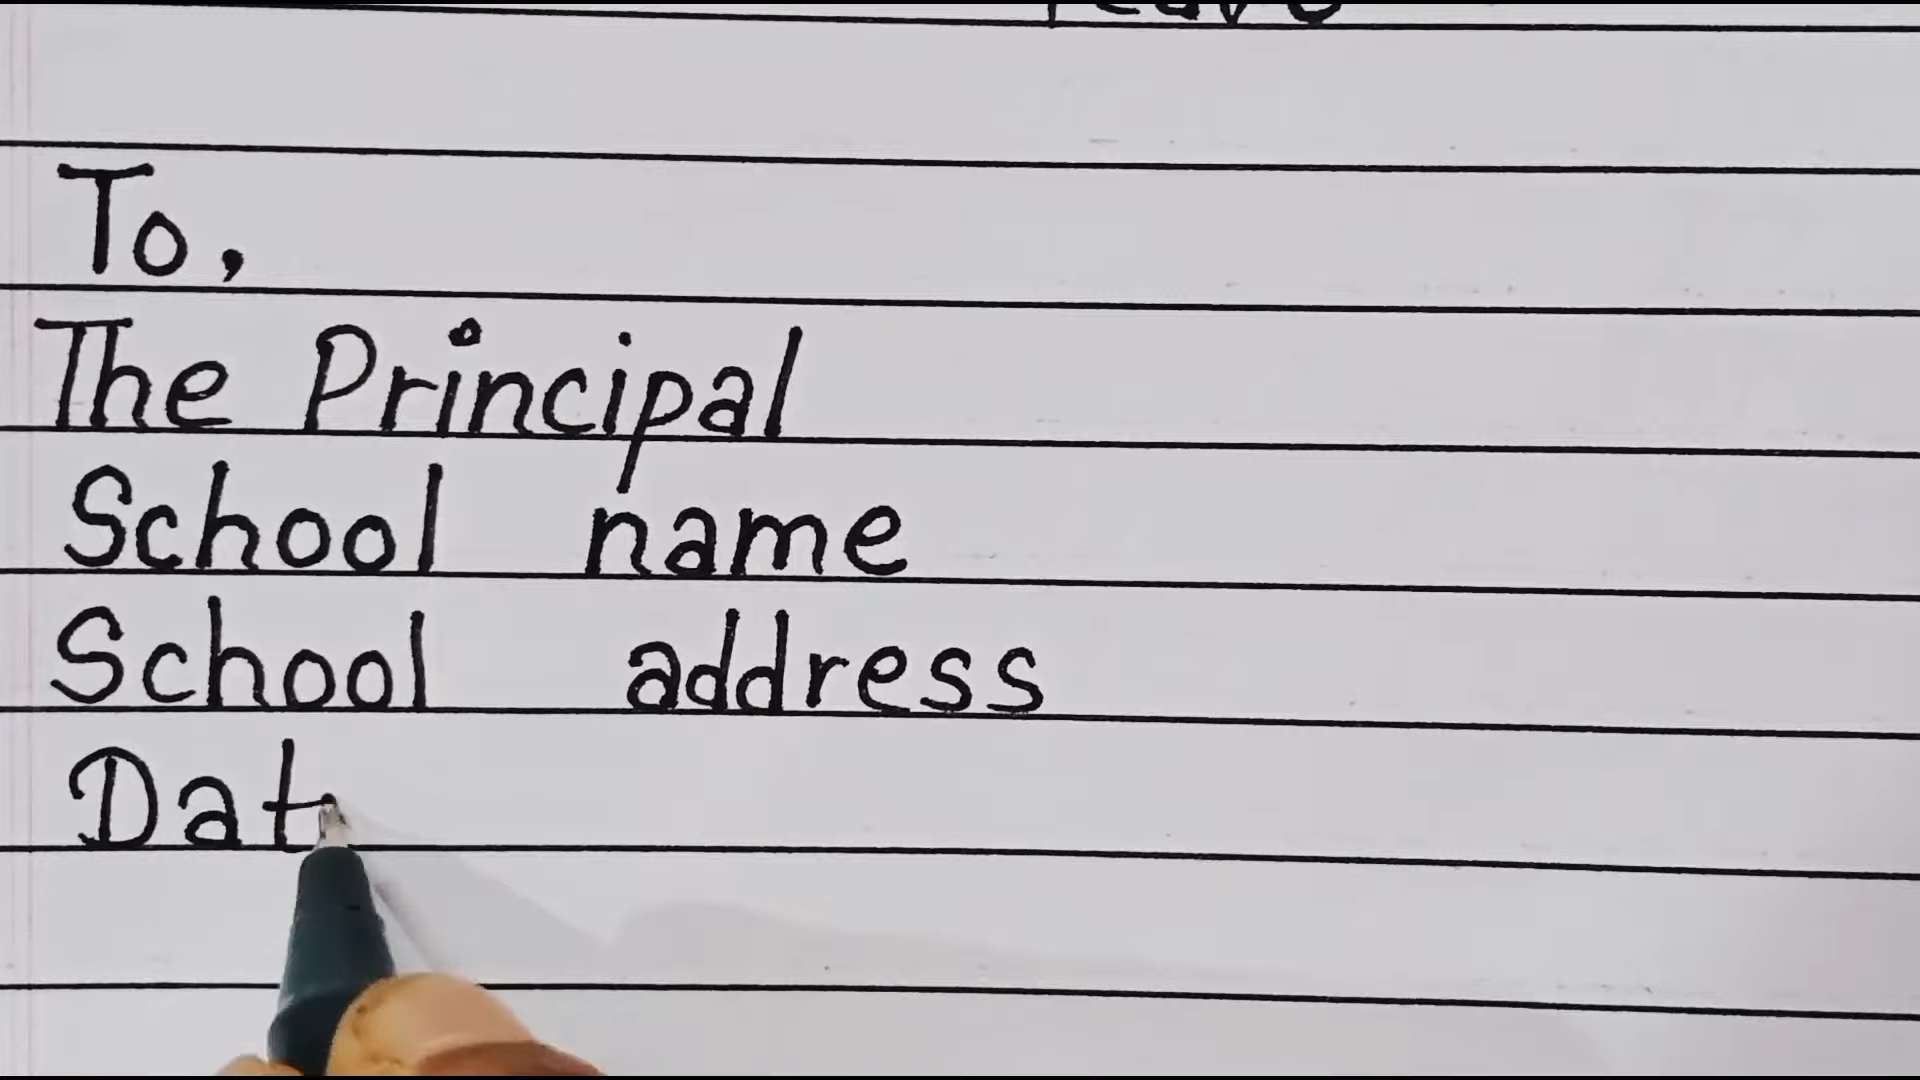 To,
The Principal
School name
School address
Dat